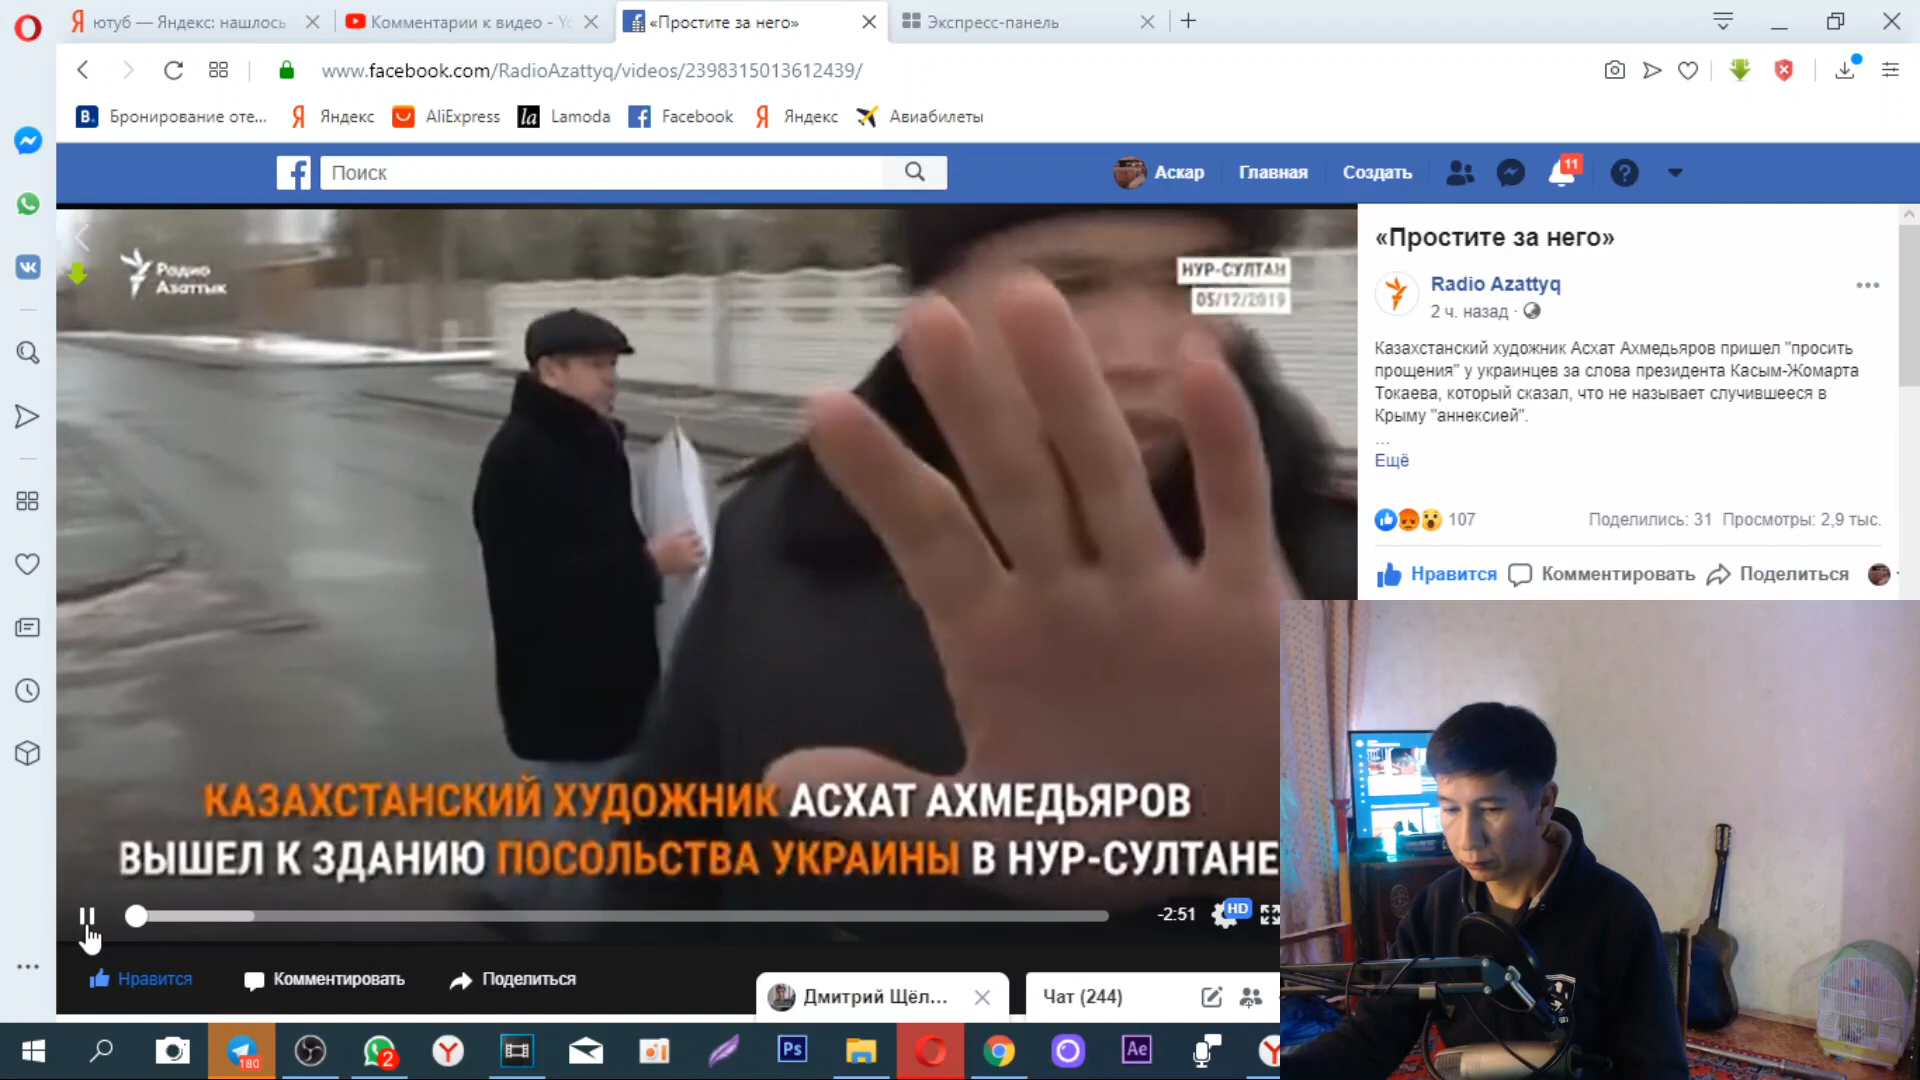 ютуб — Яндекс: нашлось
Комментарии к видео - Yo
«Простите за него»
Экспресс-панель
www.facebook.com/RadioAzattyq/videos/2398315013612439/
Бронирование оте...
Яндекс
AliExpress
la
Lamoda
Facebook
Яндекс
Авиабилеты
Поиск
Аскар
Главная
Создать
11
Радио
Азаттык
НУР-СУЛТАН
05/12/2019
«Простите за него»
Radio Azattyq
2 ч. назад ·
Казахстанский художник Асхат Ахмедьяров пришел "просить
прощения" у украинцев за слова президента Касым-Жомарта
Токаева, который сказал, что не называет случившееся в
Крыму "аннексией".
...
Ещё
107
Поделились: 31 Просмотры: 2,9 тыс.
Нравится
Комментировать
Поделиться
КАЗАХСТАНСКИЙ ХУДОЖНИК АСХАТ АХМЕДЬЯРОВ
ВЫШЕЛ К ЗДАНИЮ ПОСОЛЬСТВА УКРАИНЫ В НУР-СУЛТАНЕ
-2:51
HD
Нравится
Комментировать
Поделиться
Дмитрий Щёл...
Чат (244)
180
2
Ps
Ae